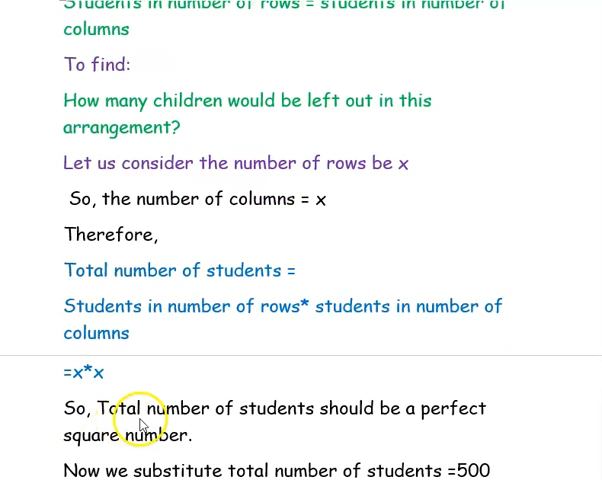 Students in number of rows = students in number of
columns
To find:
How many children would be left out in this
arrangement?
Let us consider the number of rows be x
So, the number of columns = x
Therefore,
Total number of students =
Students in number of rows* students in number of
columns
=x*x
So, Total number of students should be a perfect
square number.
Now we substitute total number of students =500